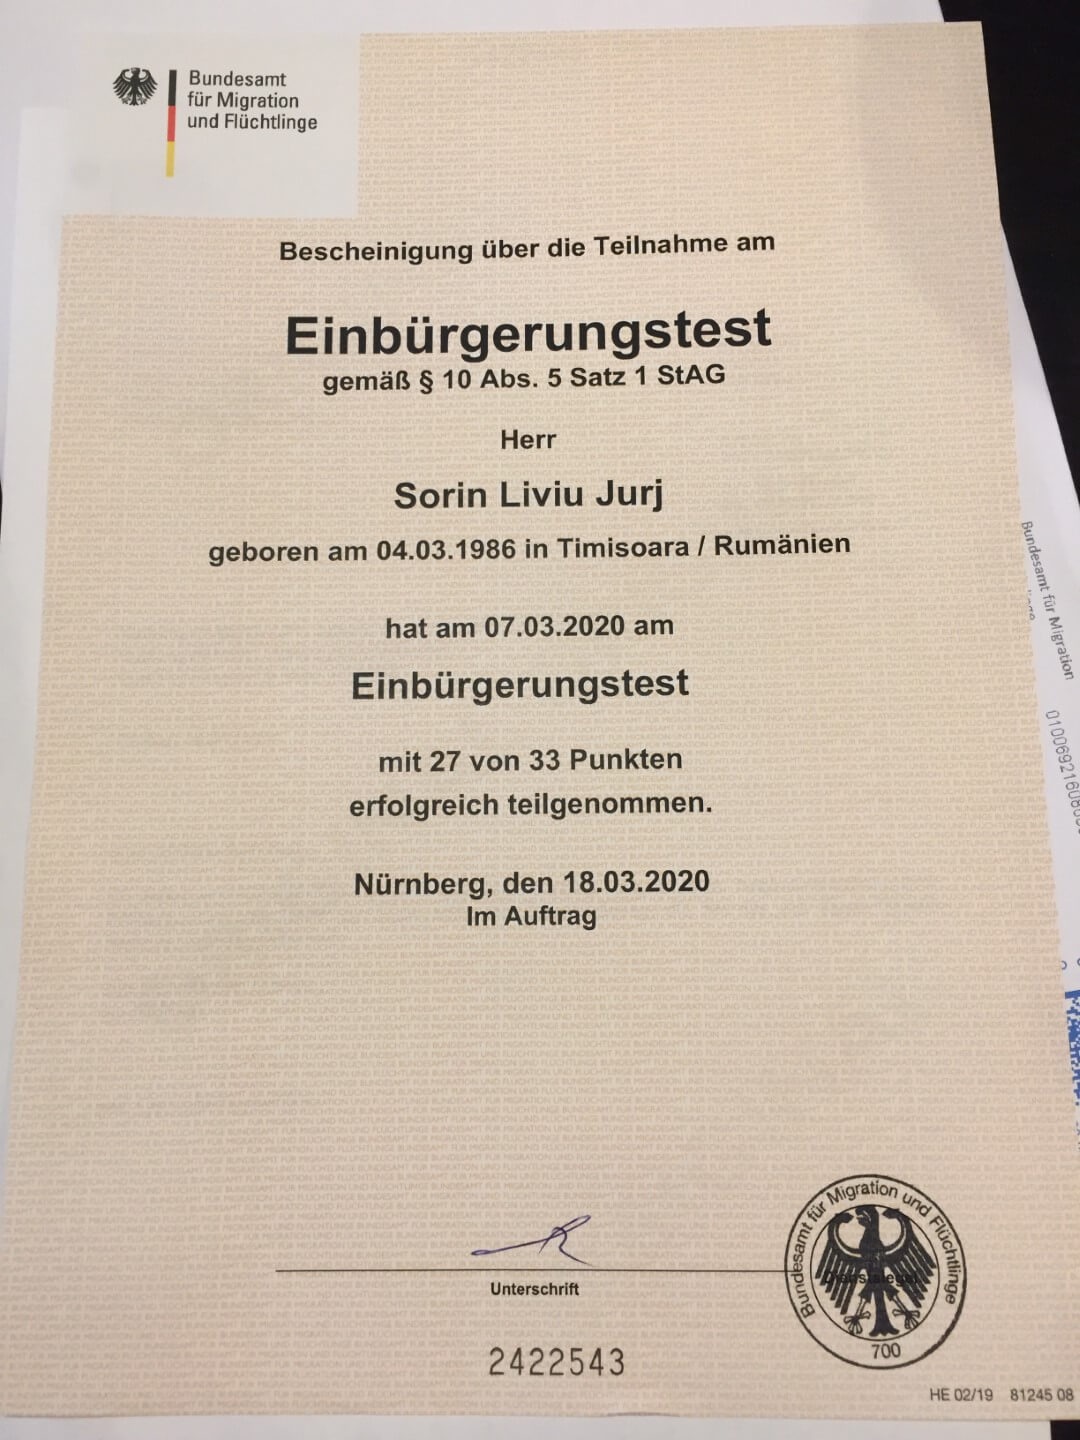 Bundesamt
für Migration
und Flüchtlinge
Bescheinigung über die Teilnahme am
Einbürgerungstest
gemäß § 10 Abs. 5 Satz 1 StAG
Herr
Sorin Liviu Jurj
geboren am 04.03.1986 in Timisoara / Rumänien
hat am 07.03.2020 am
Einbürgerungstest
mit 27 von 33 Punkten
erfolgreich teilgenommen.
Nürnberg, den 18.03.2020
Im Auftrag
Unterschrift
Bundesamt für Migration und Flüchtlinge
Dienstsiegel
700
2422543
HE 02/19 81245 08
Bundesamt für Migration